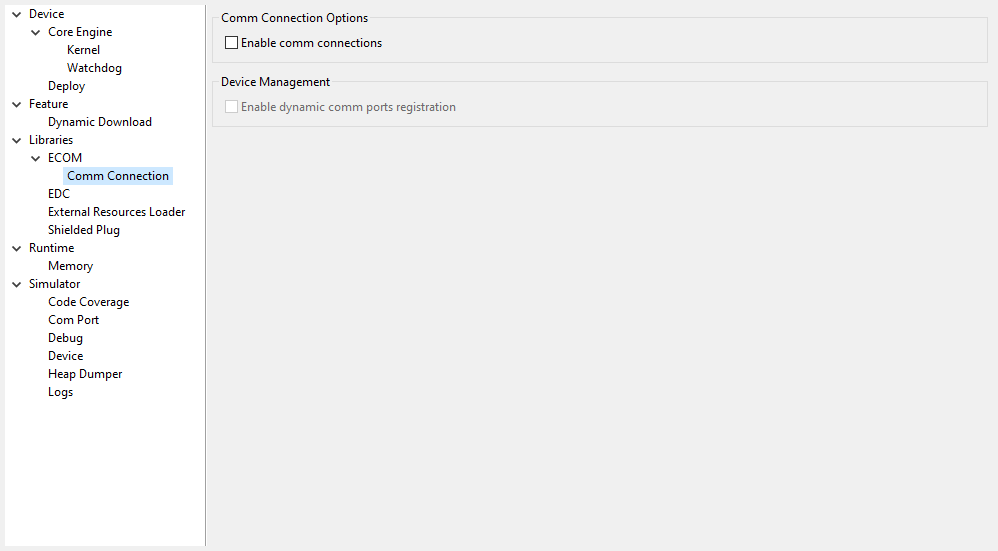 Device
Core Engine
Kernel
Watchdog
Deploy
Feature
Dynamic Download
Libraries
ECOM
Comm Connection
EDC
External Resources Loader
Shielded Plug
Runtime
Memory
Simulator
Code Coverage
Com Port
Debug
Device
Heap Dumper
Logs
Comm Connection Options
Enable comm connections
Device Management
Enable dynamic comm ports registration